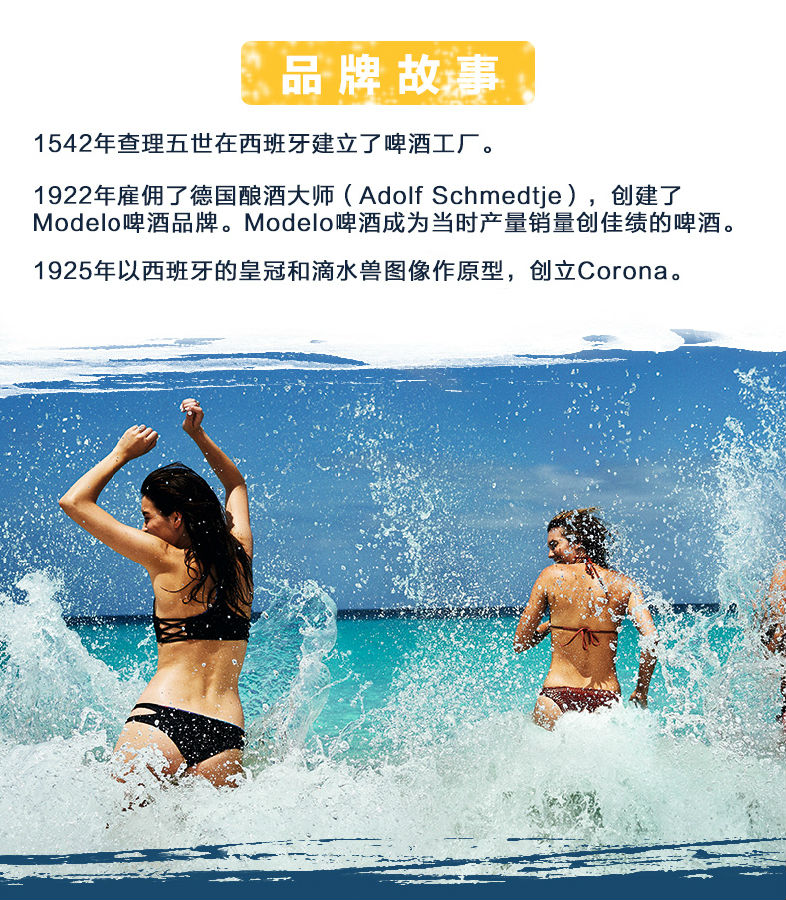 品牌故事
1542年查理五世在西班牙建立了啤酒工厂。
1922年雇佣了德国酿酒大师（Adolf Schmedtje），创建了
Modelo啤酒品牌。Modelo啤酒成为当时产量销量创佳绩的啤酒。
1925年以西班牙的皇冠和滴水兽图像作原型，创立Corona。